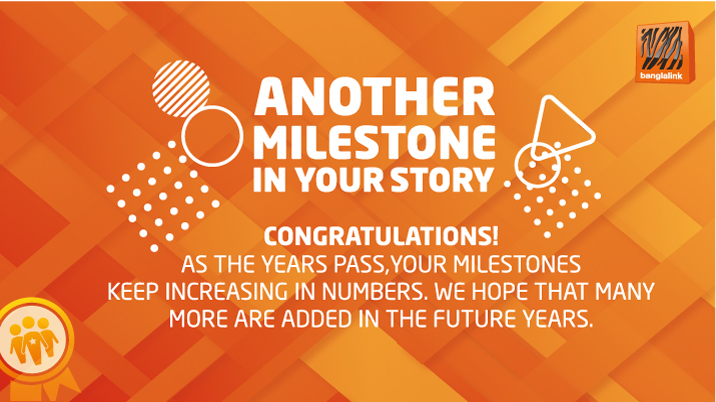 banglalink
ANOTHER
MILESTONE
IN YOUR STORY
CONGRATULATIONS!
AS THE YEARS PASS,YOUR MILESTONES
KEEP INCREASING IN NUMBERS. WE HOPE THAT MANY
MORE ARE ADDED IN THE FUTURE YEARS.